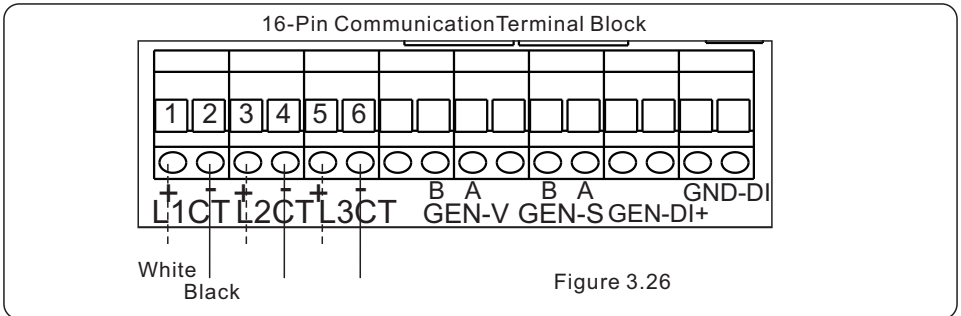 16-Pin CommunicationTerminal Block
1 2 3 4 5 6
+ - + - + - B A B A GND-DI
L1CT L2CT L3CT GEN-V GEN-S GEN-DI+
White
Black
Figure 3.26